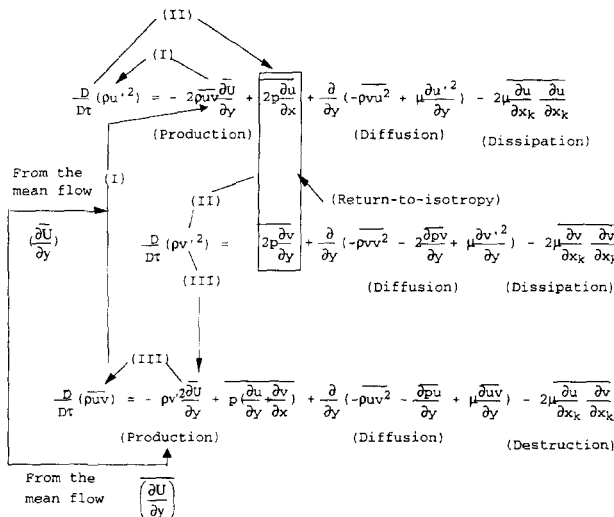 (II)
(I)
D/Dτ (ρu'²) = - 2ρuv ∂U/∂y + 2p ∂u/∂x + ∂/∂y (-ρvu² + μ ∂u'²/∂y) - 2μ ∂u/∂xₖ ∂u/∂xₖ
(Production) (Diffusion) (Dissipation)
From the
mean flow
(I)
(II)
(Return-to-isotropy)
(∂U/∂y)
D/Dτ (ρv'²) = 2p ∂v/∂y + ∂/∂y (-ρvv² - 2 ∂pv/∂y + μ ∂v'²/∂y) - 2μ ∂v/∂xₖ ∂v/∂xₖ
(III)
(Diffusion) (Dissipation)
(III)
D/Dτ (ρuv) = - ρv'² ∂U/∂y + p(∂u/∂y + ∂v/∂x) + ∂/∂y (-ρuv² - ∂pu/∂y + μ ∂uv/∂y) - 2μ ∂u/∂xₖ ∂v/∂xₖ
(Production) (Diffusion) (Destruction)
From the
mean flow
(∂U/∂y)